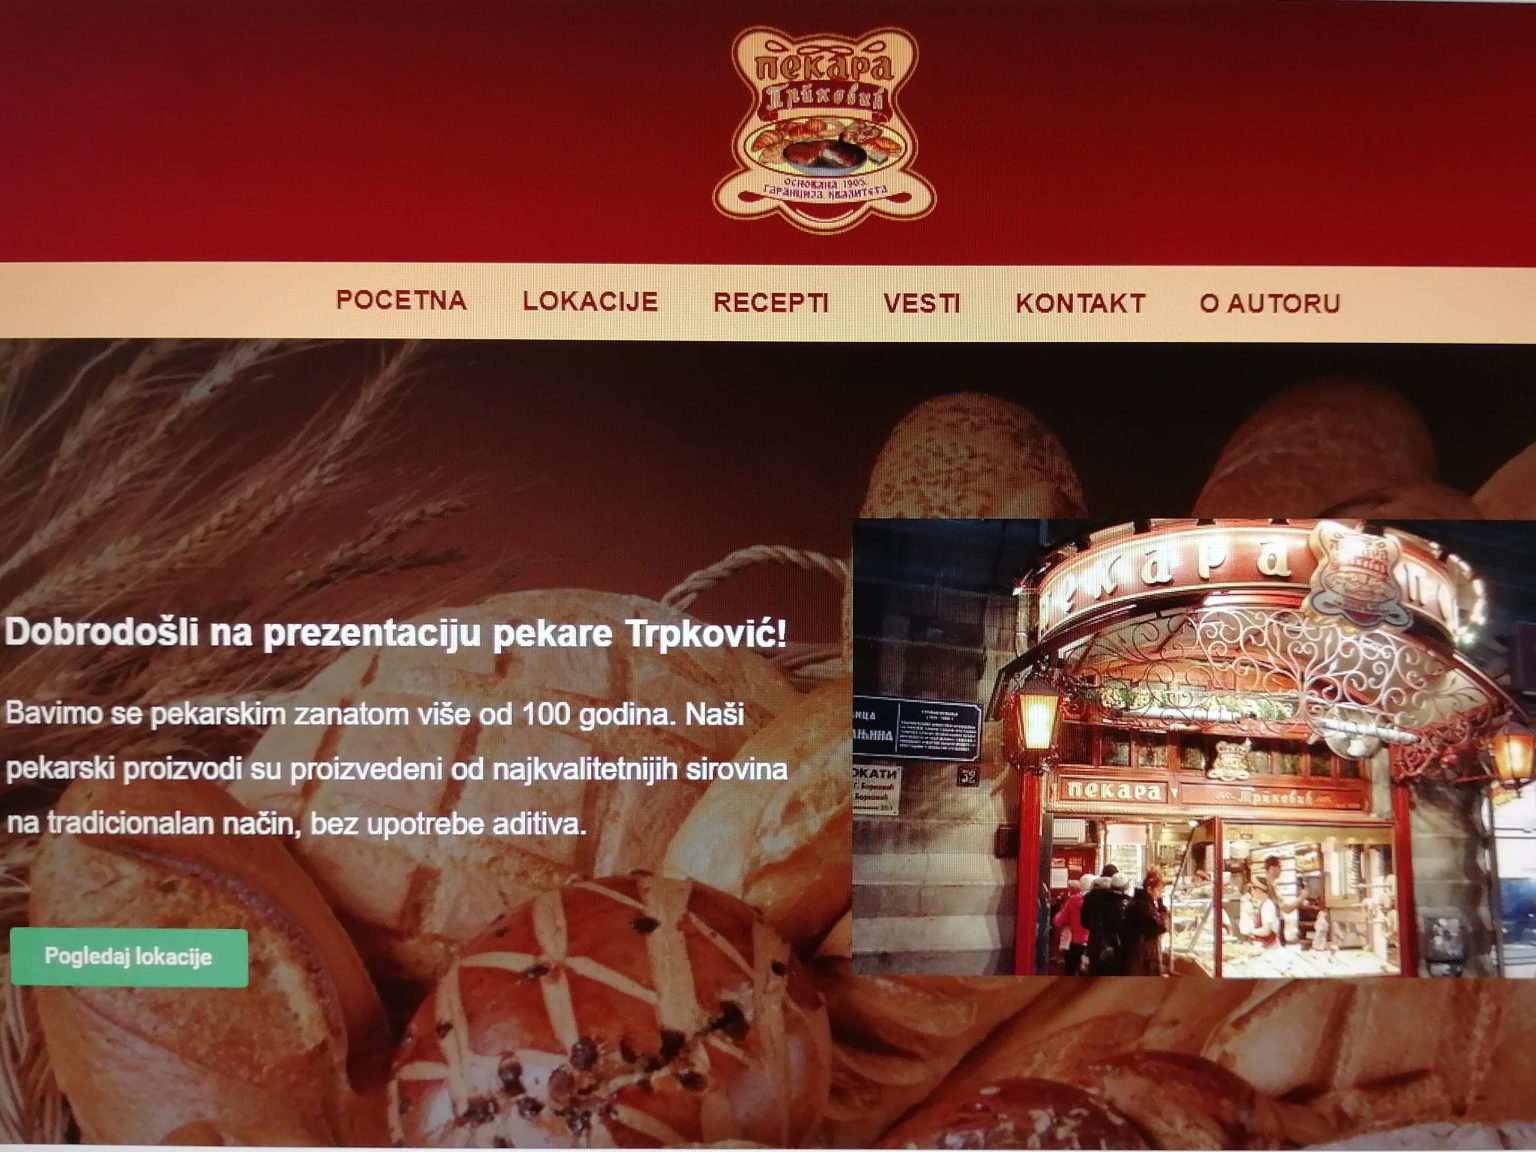 пекара
Трпковић
ОСНОВАНА 1905.
ГАРАНЦИЈА КВАЛИТЕТА
POCETNA LOKACIJE RECEPTI VESTI KONTAKT O AUTORU
Dobrodošli na prezentaciju pekare Trpković!
Bavimo se pekarskim zanatom više od 100 godina. Naši
pekarski proizvodi su proizvedeni od najkvalitetnijih sirovina
na tradicionalan način, bez upotrebe aditiva.
Pogledaj lokacije
пекара
32
пекара
Трпковић